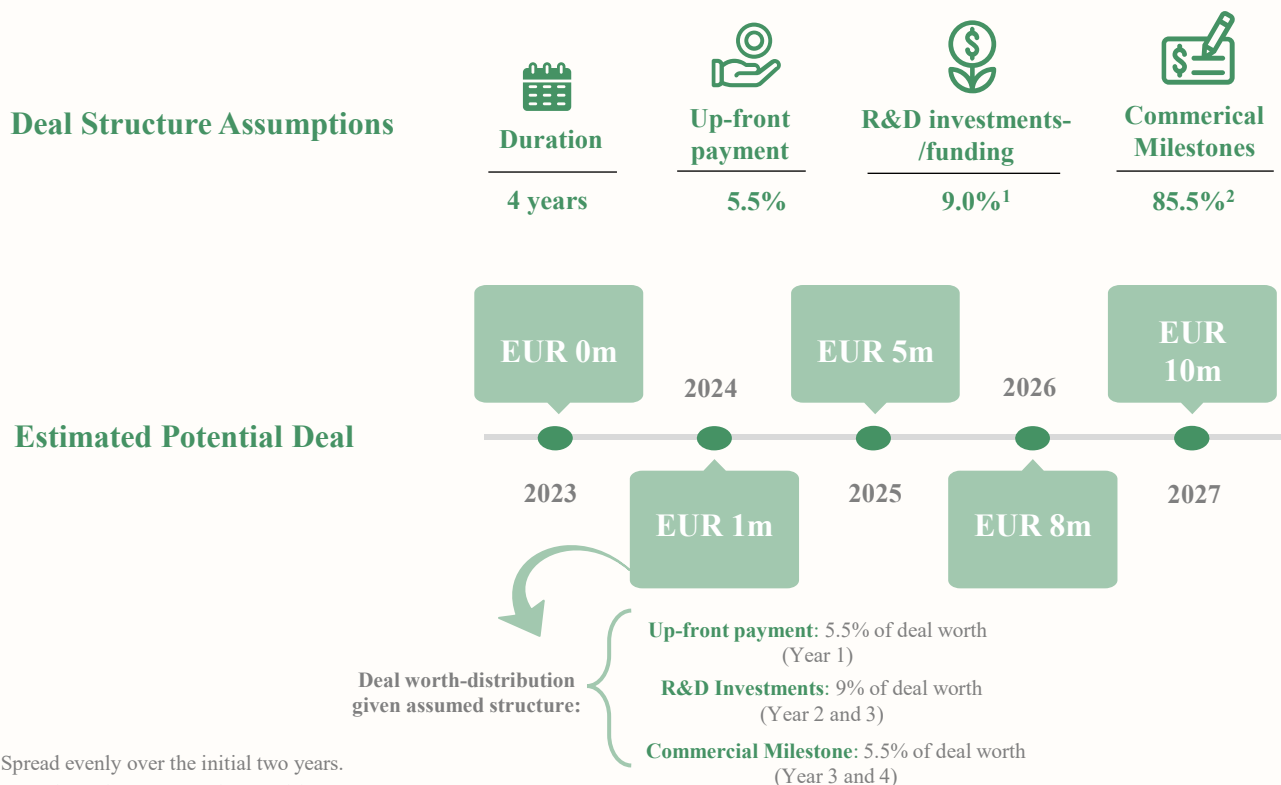 Deal Structure Assumptions
Duration
4 years
Up-front
payment
5.5%
R&D investments-
/funding
9.0%¹
Commerical
Milestones
85.5%²
Estimated Potential Deal
EUR 0m
2023
2024
EUR 1m
EUR 5m
2025
2026
EUR 8m
EUR
10m
2027
Deal worth-distribution
given assumed structure:
Up-front payment: 5.5% of deal worth
(Year 1)
R&D Investments: 9% of deal worth
(Year 2 and 3)
Commercial Milestone: 5.5% of deal worth
(Year 3 and 4)
Spread evenly over the initial two years.